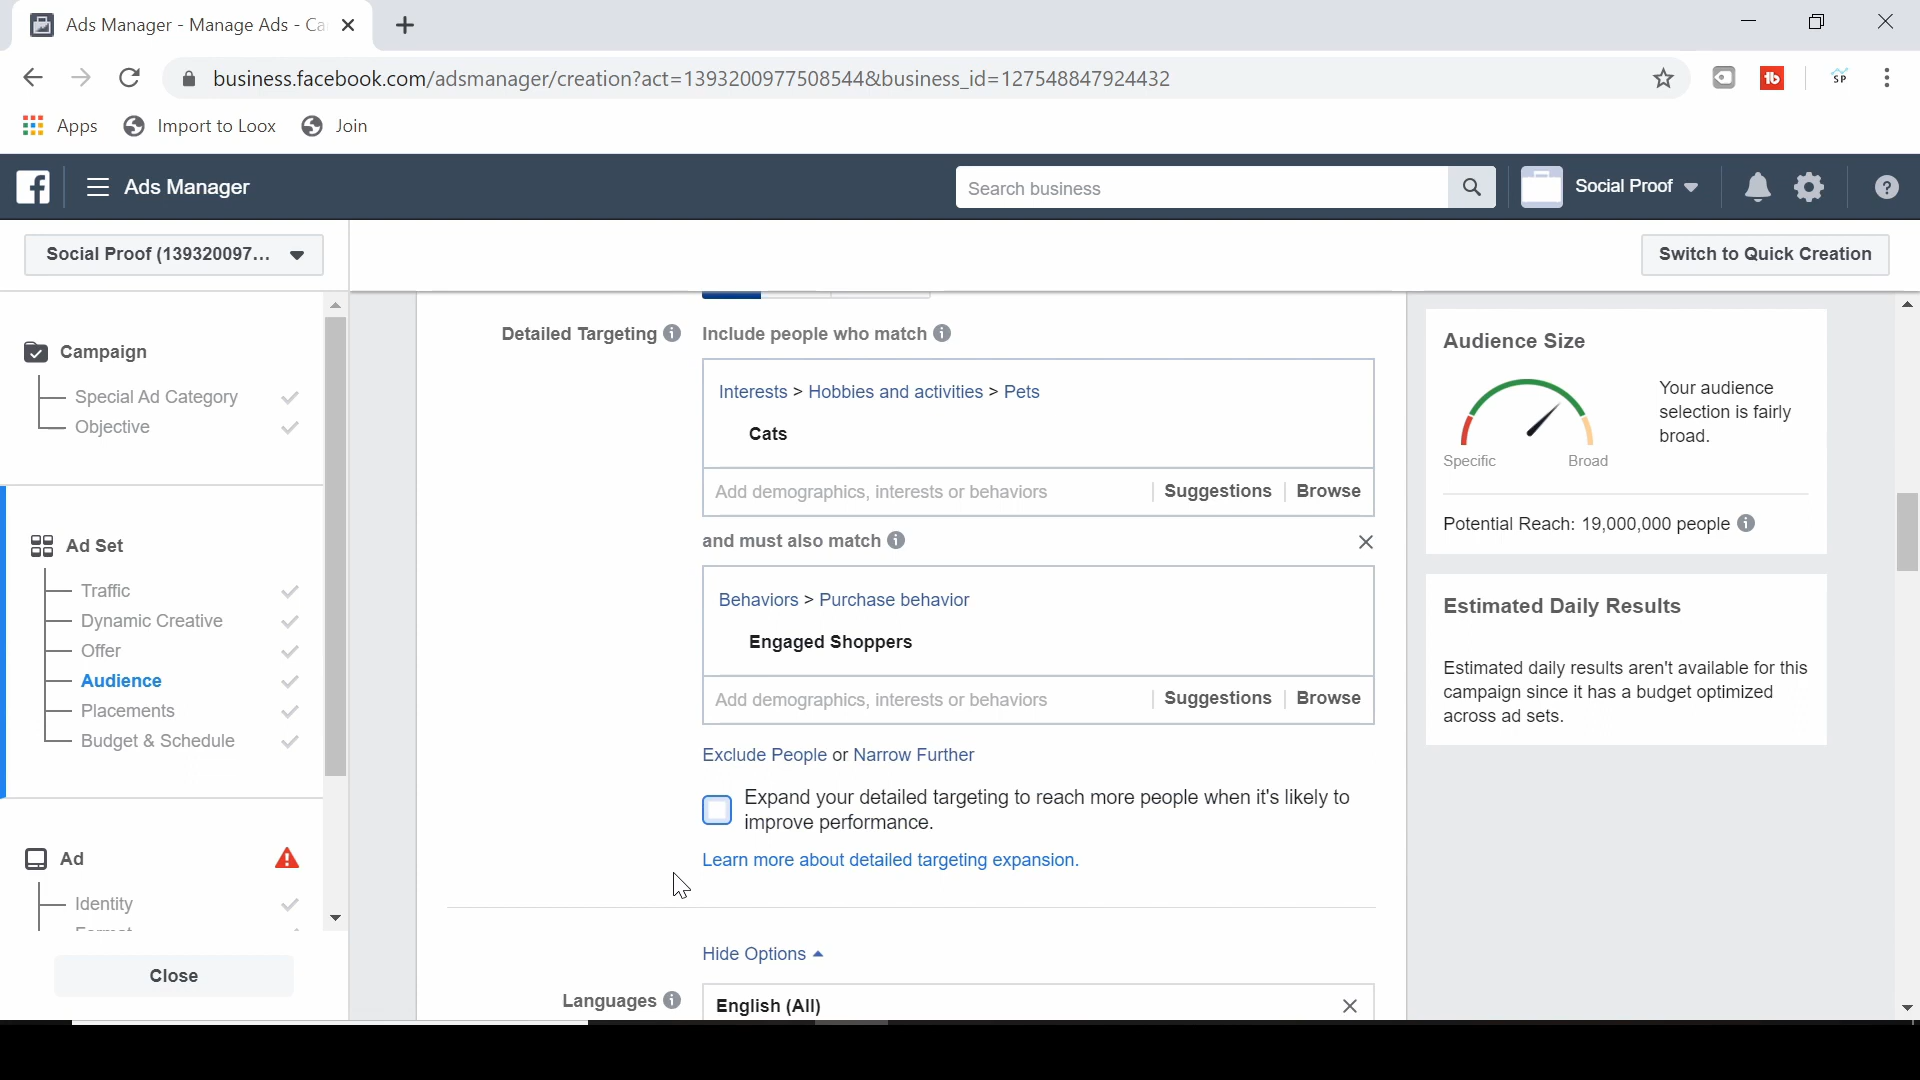 Ads Manager - Manage Ads - Ca
business.facebook.com/adsmanager/creation?act=139320097750854​4&business_id=127548847924432
Apps
Import to Loox
Join
Ads Manager
Search business
Social Proof
Social Proof (139320097...
Switch to Quick Creation
Campaign
Special Ad Category
Objective
Ad Set
Traffic
Dynamic Creative
Offer
Audience
Placements
Budget & Schedule
Ad
Identity
Close
Detailed Targeting
Include people who match
Interests > Hobbies and activities > Pets
Cats
Add demographics, interests or behaviors
Suggestions
Browse
and must also match
Behaviors > Purchase behavior
Engaged Shoppers
Add demographics, interests or behaviors
Suggestions
Browse
Exclude People or Narrow Further
Expand your detailed targeting to reach more people when it's likely to
improve performance.
Learn more about detailed targeting expansion.
Hide Options
Languages
English (All)
Audience Size
Your audience
selection is fairly
broad.
Specific
Broad
Potential Reach: 19,000,000 people
Estimated Daily Results
Estimated daily results aren't available for this
campaign since it has a budget optimized
across ad sets.